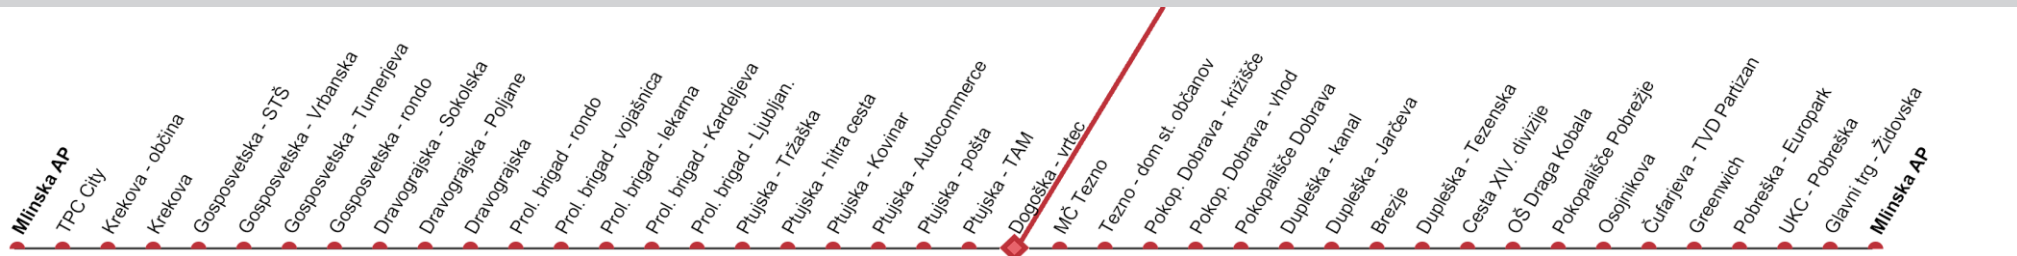 Mlinska AP
TPC City
Krekova - občina
Krekova
Gosposvetska - STŠ
Gosposvetska - Vrbanska
Gosposvetska - Turnerjeva
Gosposvetska - rondo
Dravograjska - Sokolska
Dravograjska - Poljane
Dravograjska
Prol. brigad - rondo
Prol. brigad - vojašnica
Prol. brigad - lekarna
Prol. brigad - Kardeljeva
Prol. brigad - Ljubljan.
Ptujska - Tržaška
Ptujska - hitra cesta
Ptujska - Kovinar
Ptujska - Autocommerce
Ptujska - pošta
Ptujska - TAM
Dogoška - vrtec
MČ Tezno
Tezno - dom st. občanov
Pokop. Dobrava - križišče
Pokop. Dobrava - vhod
Pokopališče Dobrava
Dupleška - kanal
Dupleška - Jarčeva
Brezje
Dupleška - Tezenska
Cesta XIV. divizije
OŠ Draga Kobala
Pokopališče Pobrežje
Osojnikova
Čufarjeva - TVD Partizan
Greenwich
Pobreška - Europark
UKC - Pobreška
Glavni trg - Židovska
Mlinska AP